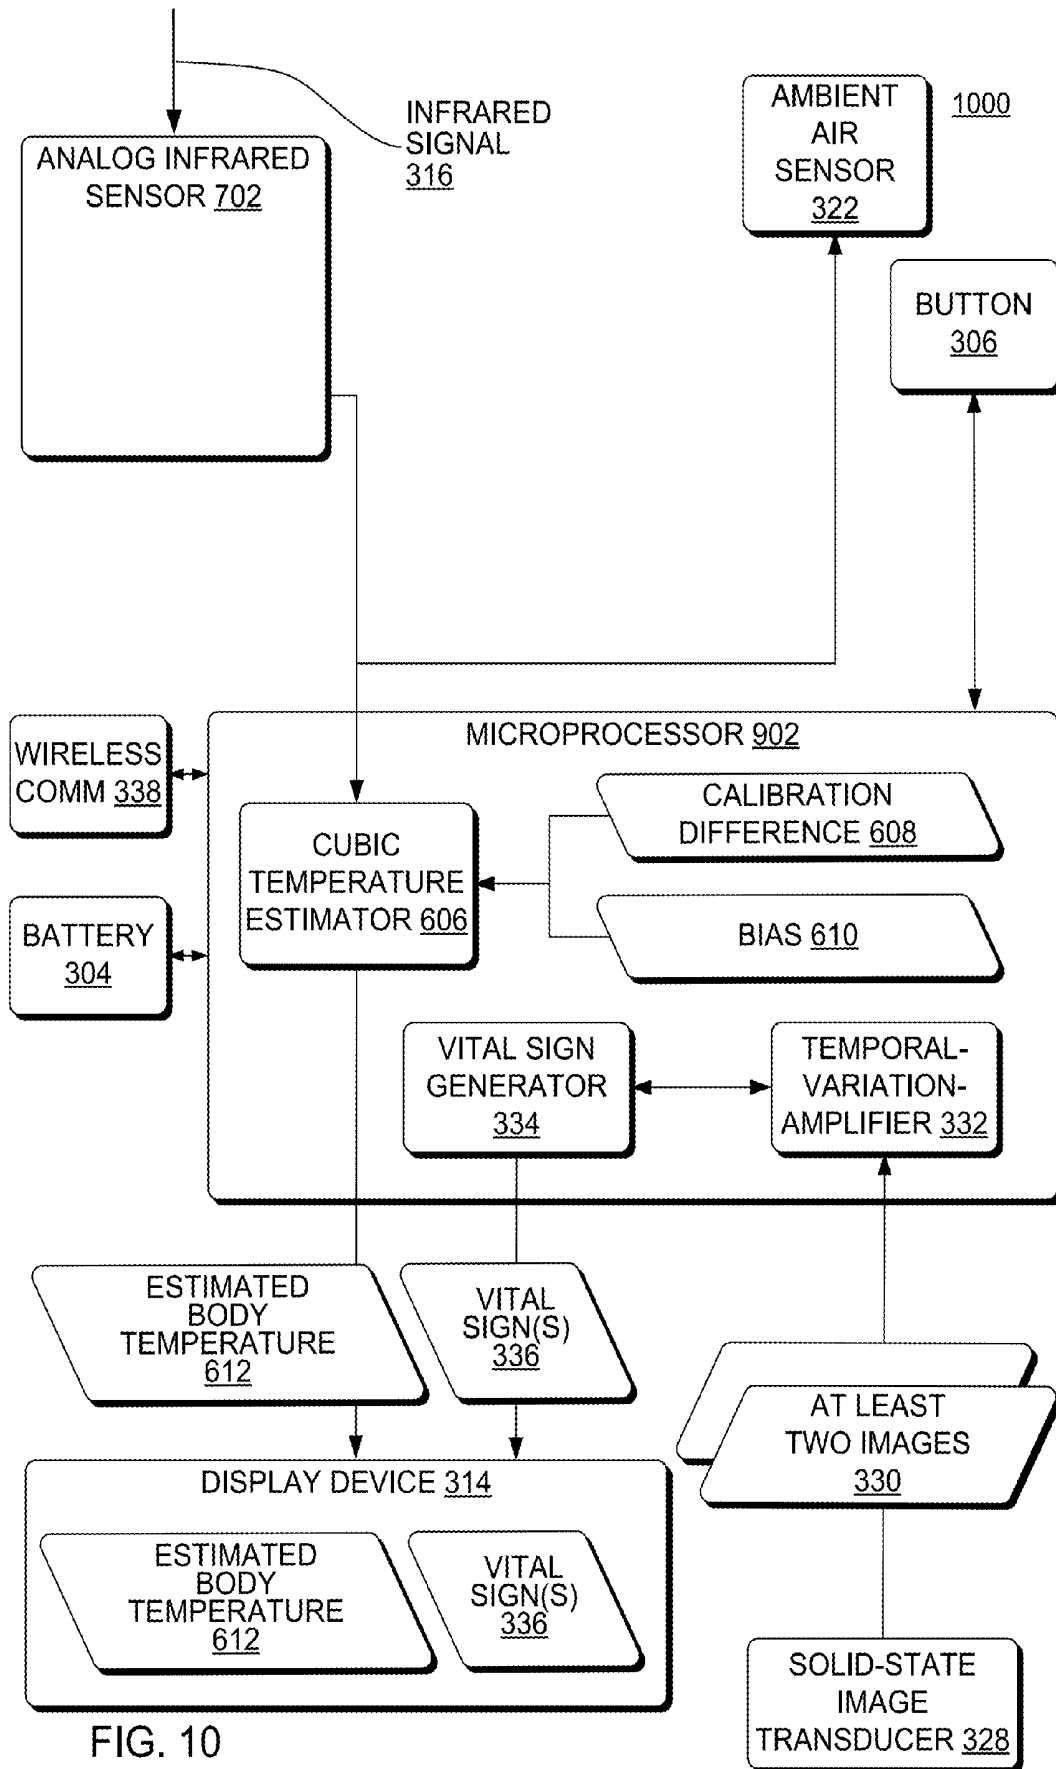 INFRARED
SIGNAL
316
ANALOG INFRARED
SENSOR 702
AMBIENT
AIR
SENSOR
322
1000
BUTTON
306
MICROPROCESSOR 902
WIRELESS
COMM 338
BATTERY
304
CUBIC
TEMPERATURE
ESTIMATOR 606
CALIBRATION
DIFFERENCE 608
BIAS 610
VITAL SIGN
GENERATOR
334
TEMPORAL-
VARIATION-
AMPLIFIER 332
ESTIMATED
BODY
TEMPERATURE
612
VITAL
SIGN(S)
336
AT LEAST
TWO IMAGES
330
DISPLAY DEVICE 314
ESTIMATED
BODY
TEMPERATURE
612
VITAL
SIGN(S)
336
SOLID-STATE
IMAGE
TRANSDUCER 328
FIG. 10